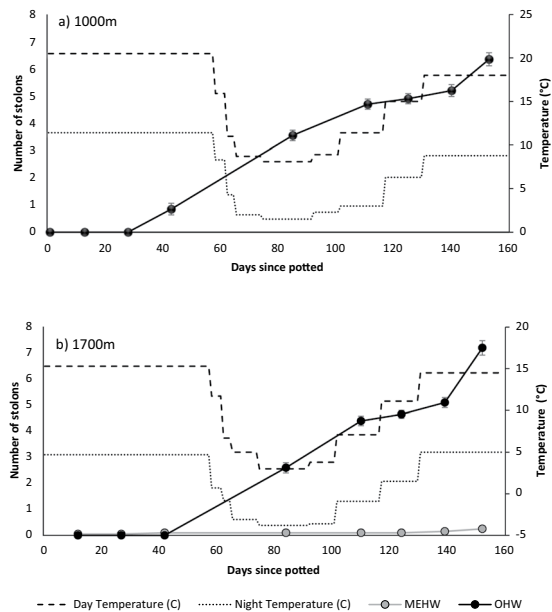 a) 1000m
Number of stolons
8
7
6
5
4
3
2
1
0
Temperature (°C)
25
20
15
10
5
0
0 20 40 60 80 100 120 140 160
Days since potted
b) 1700m
Number of stolons
8
7
6
5
4
3
2
1
0
Temperature (°C)
20
15
10
5
0
-5
0 20 40 60 80 100 120 140 160
Days since potted
Day Temperature (C) Night Temperature (C) MEHW OHW